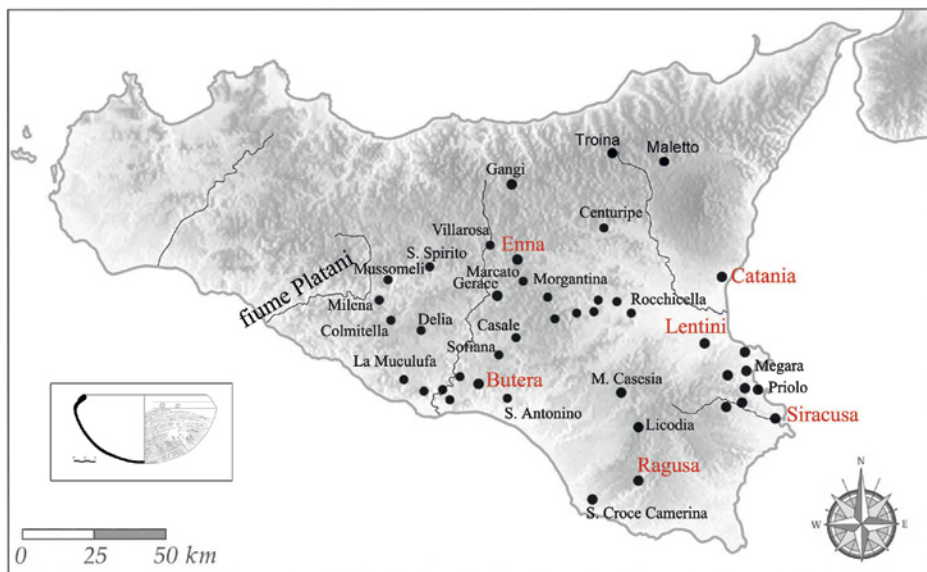 Troina
Maletto
Gangi
Centuripe
Villarosa
Enna
S. Spirito
Mussomeli
Marcato
Catania
Gerace
Morgantina
fiume Platani
Milena
Rocchicella
Colmitella
Delia
Casale
Lentini
Sofiana
La Muculufa
Megara
Butera
M. Casesia
Priolo
S. Antonino
Siracusa
Licodia
Ragusa
S. Croce Camerina
N
W
E
S
0
25
50 km